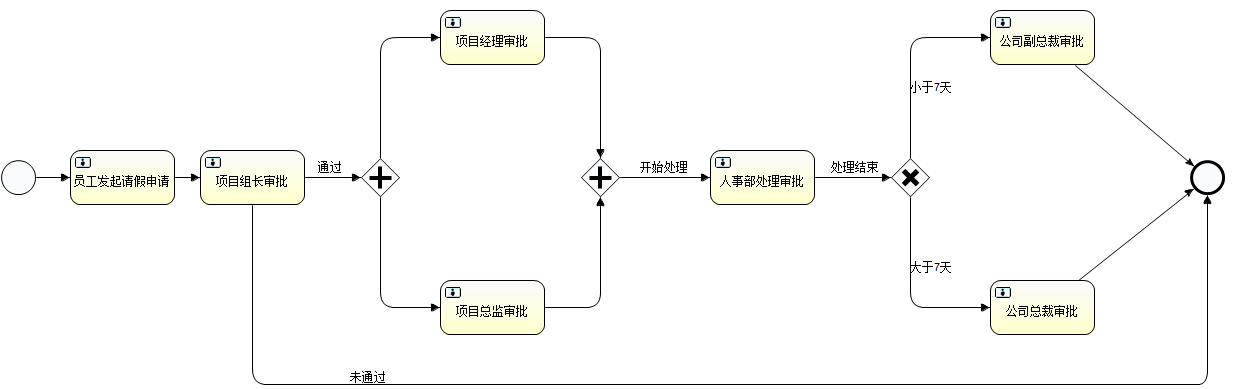 项目经理审批
公司副总裁审批
小于7天
员工发起请假申请
项目组长审批
通过
开始处理
人事部处理审批
处理结束
大于7天
项目总监审批
公司总裁审批
未通过